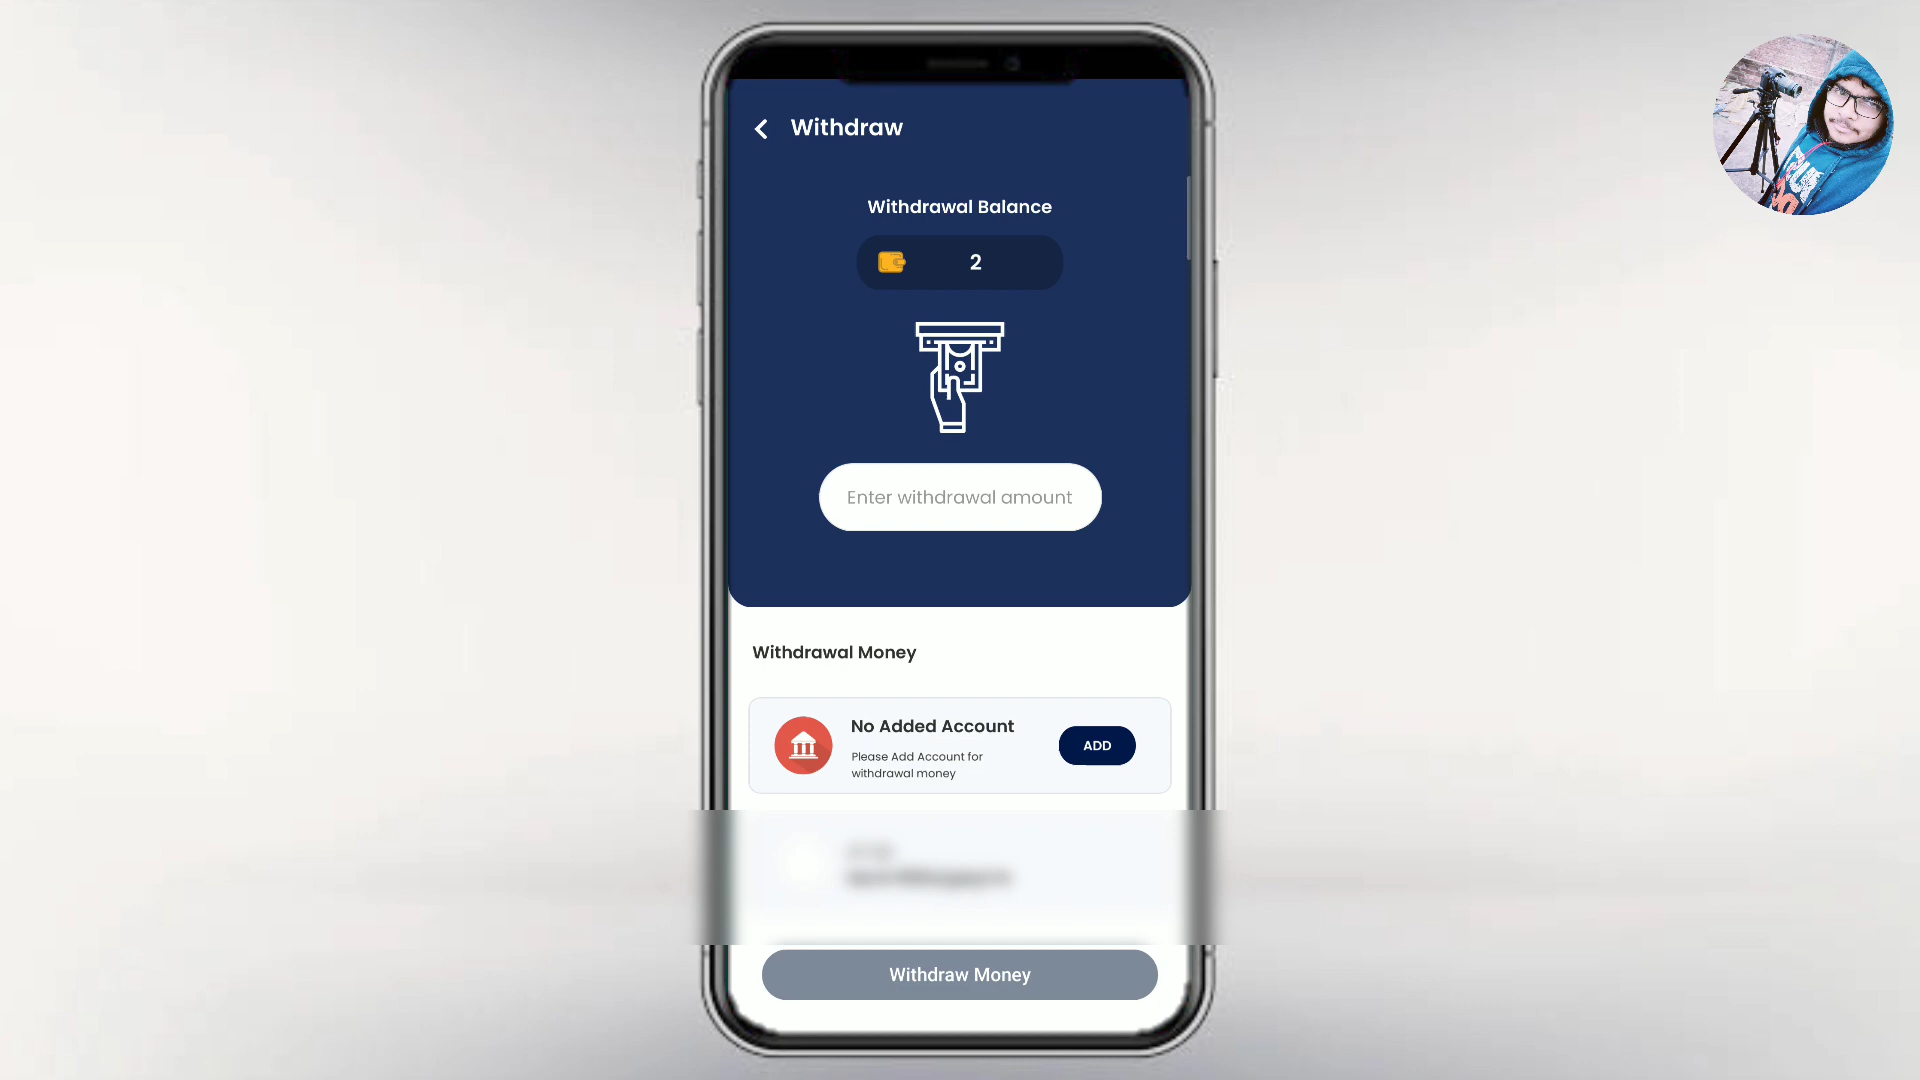 Withdraw
Withdrawal Balance
2
Enter withdrawal amount
Withdrawal Money
No Added Account
Please Add Account for
withdrawal money
ADD
Withdraw Money